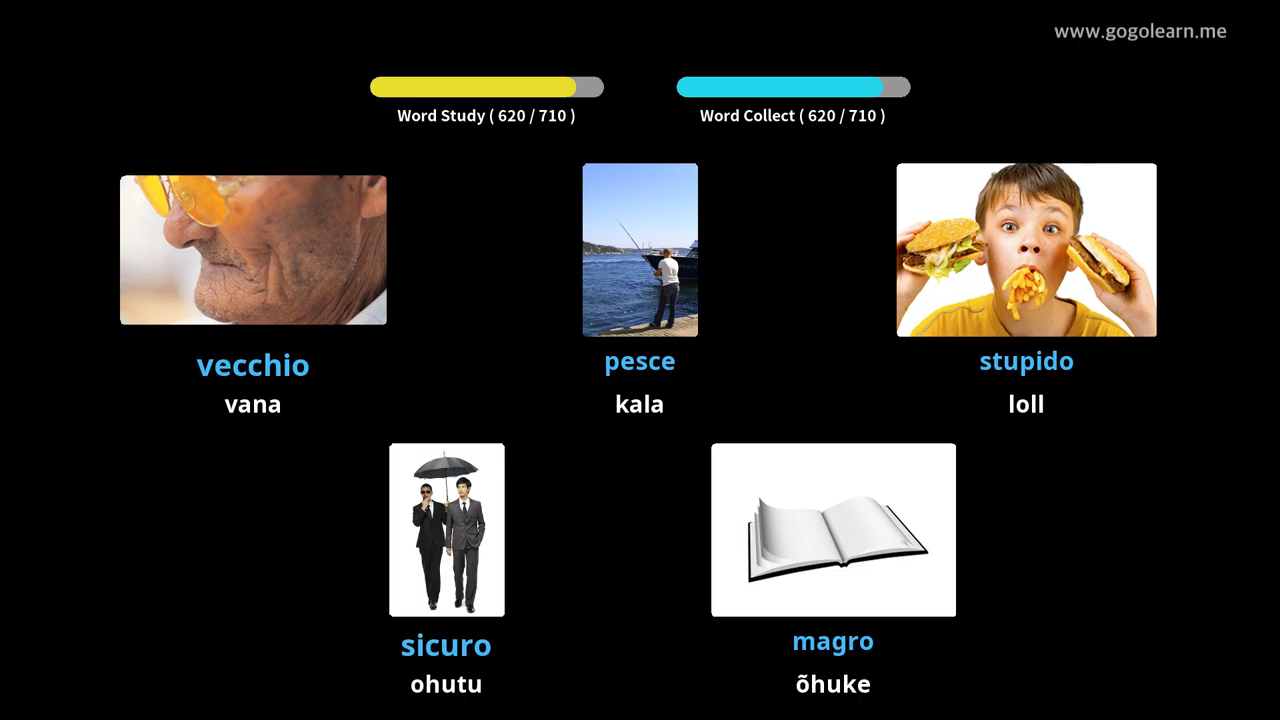 www.gogolearn.me
Word Study ( 620 / 710 )
Word Collect ( 620 / 710 )
vecchio
vana
pesce
kala
stupido
loll
sicuro
ohutu
magro
õhuke